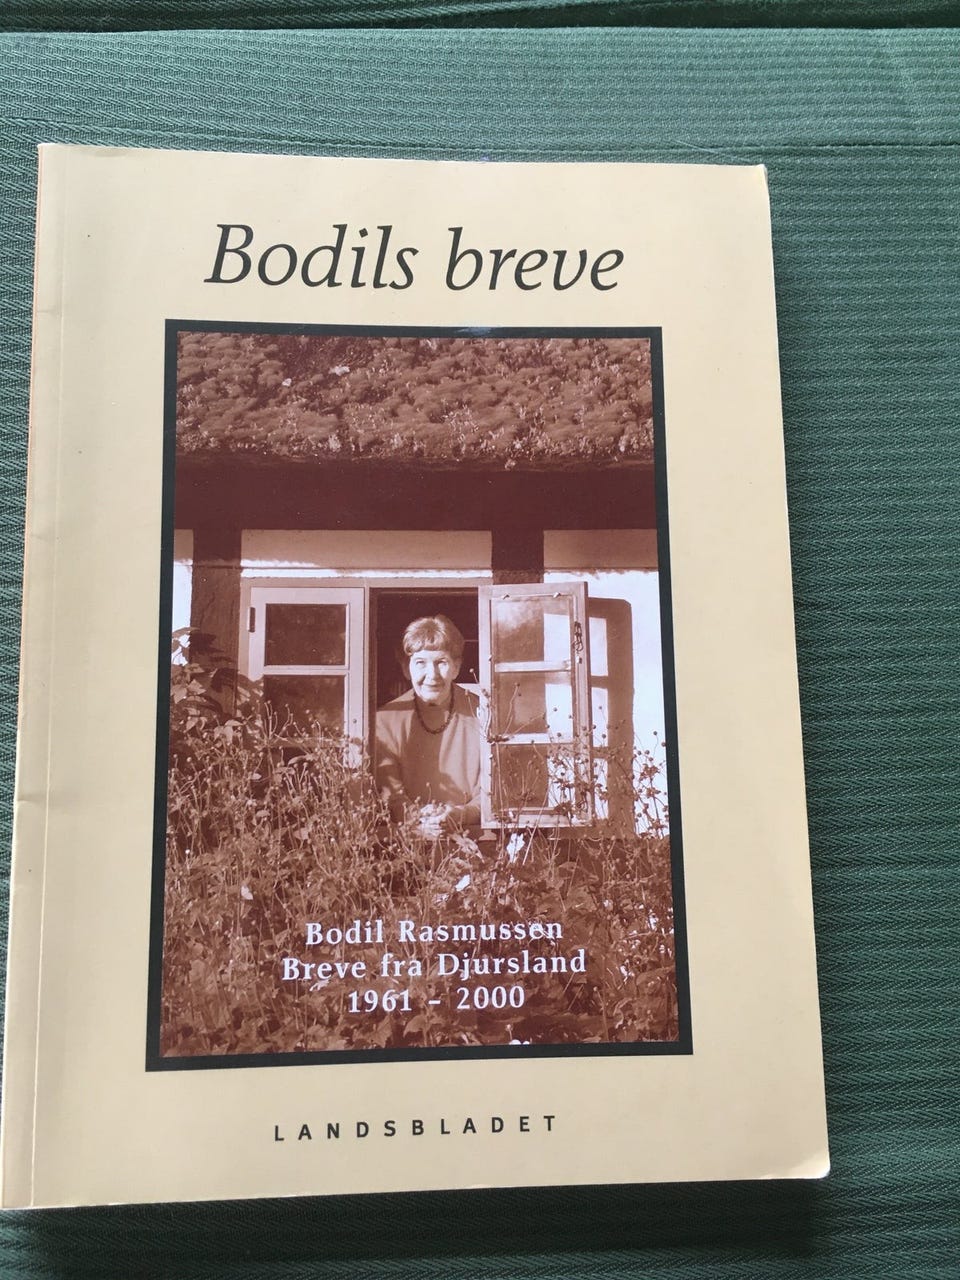 Bodils breve
Bodil Rasmussen
Breve fra Djursland
1961 - 2000
LANDSBLADET